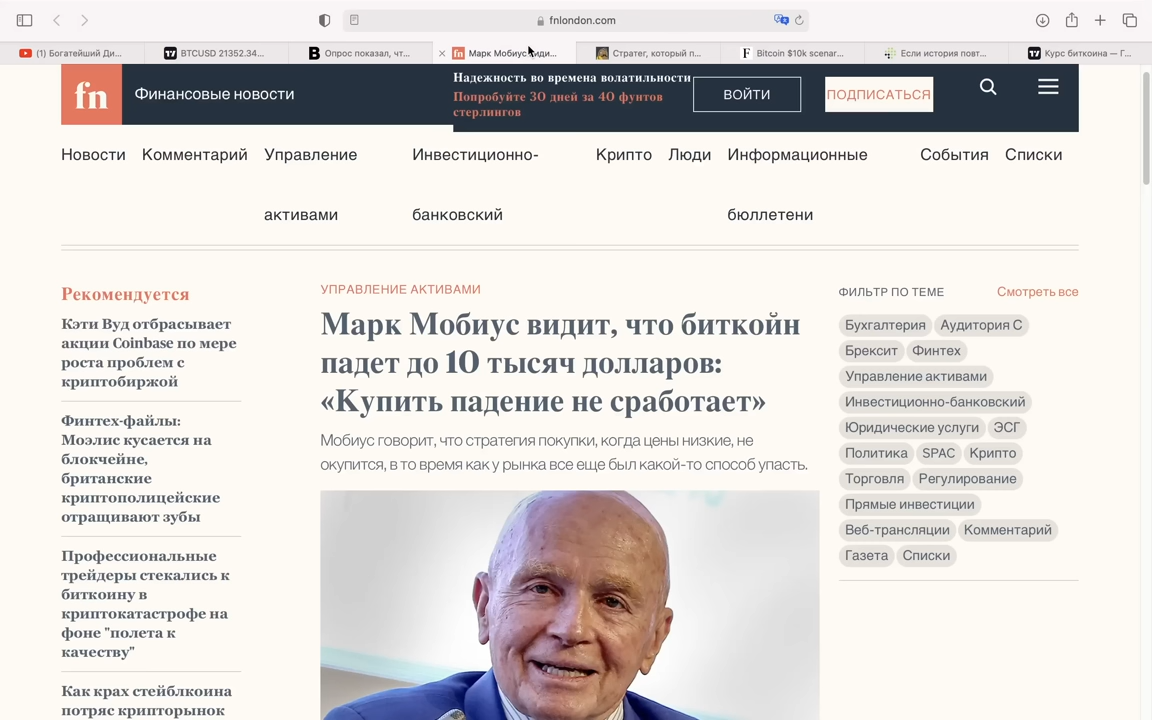 fnlondon.com
(1) Богатейший Ди...
BTCUSD 21352.34...
Опрос показал, чт...
Марк Мобиус види...
Стратег, который п...
Bitcoin $10k scenar...
Если история повт...
Курс биткоина — Г...
fn
Финансовые новости
Надежность во времена волатильности
Попробуйте 30 дней за 40 фунтов
стерлингов
ВОЙТИ
ПОДПИСАТЬСЯ
Новости Комментарий Управление Инвестиционно- Крипто Люди Информационные События Списки
активами банковский бюллетени
Рекомендуется
Кэти Вуд отбрасывает
акции Coinbase по мере
роста проблем с
криптобиржой
Финтех-файлы:
Моэлис кусается на
блокчейне,
британские
криптополицейские
отращивают зубы
Профессиональные
трейдеры стекались к
биткоину в
криптокатастрофе на
фоне "полета к
качеству"
Как крах стейблкоина
потряс крипторынок
УПРАВЛЕНИЕ АКТИВАМИ
Марк Мобиус видит, что биткойн
падет до 10 тысяч долларов:
«Купить падение не сработает»
Мобиус говорит, что стратегия покупки, когда цены низкие, не
окупится, в то время как у рынка все еще был какой-то способ упасть.
ФИЛЬТР ПО ТЕМЕ Смотреть все
Бухгалтерия Аудитория С
Брексит Финтех
Управление активами
Инвестиционно-банковский
Юридические услуги ЭСГ
Политика SPAC Крипто
Торговля Регулирование
Прямые инвестиции
Веб-трансляции Комментарий
Газета Списки